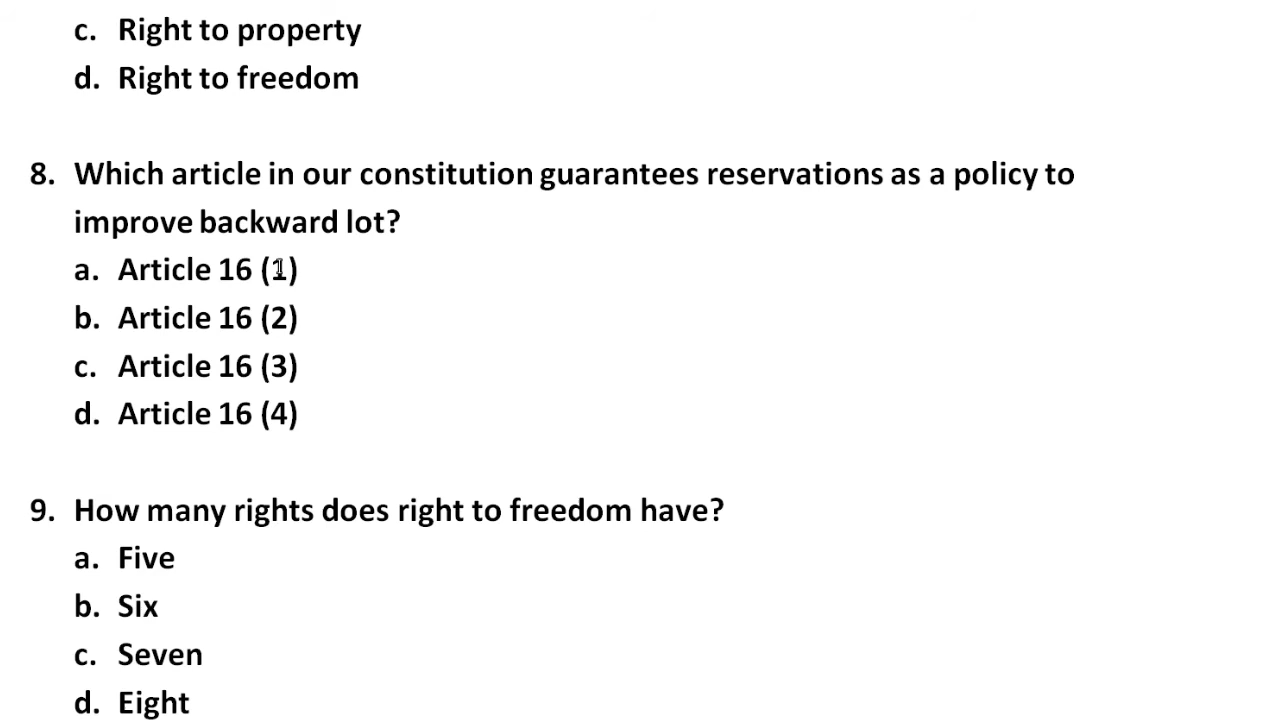 c. Right to property
d. Right to freedom
8. Which article in our constitution guarantees reservations as a policy to
improve backward lot?
a. Article 16 (1)
b. Article 16 (2)
c. Article 16 (3)
d. Article 16 (4)
9. How many rights does right to freedom have?
a. Five
b. Six
c. Seven
d. Eight